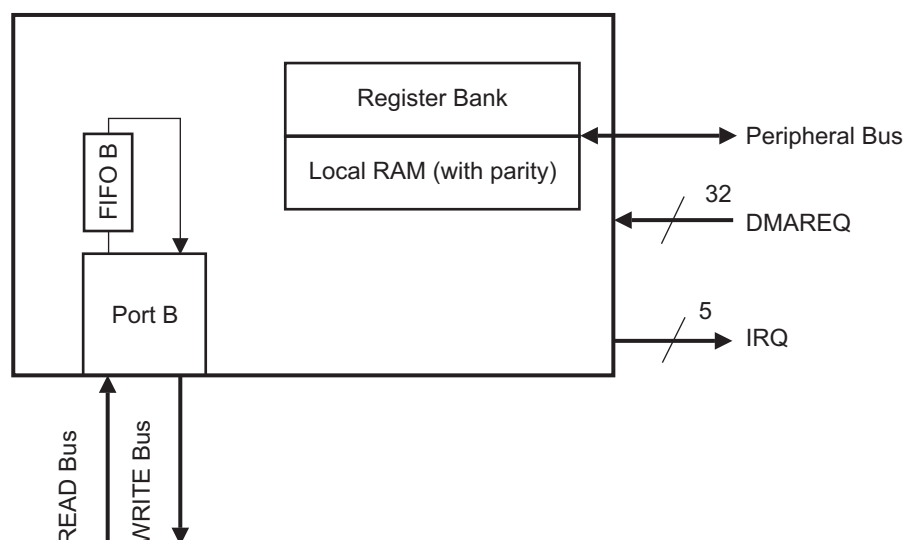 Register Bank
Peripheral Bus
FIFO B
Local RAM (with parity)
32
DMAREQ
Port B
5
IRQ
READ Bus
WRITE Bus